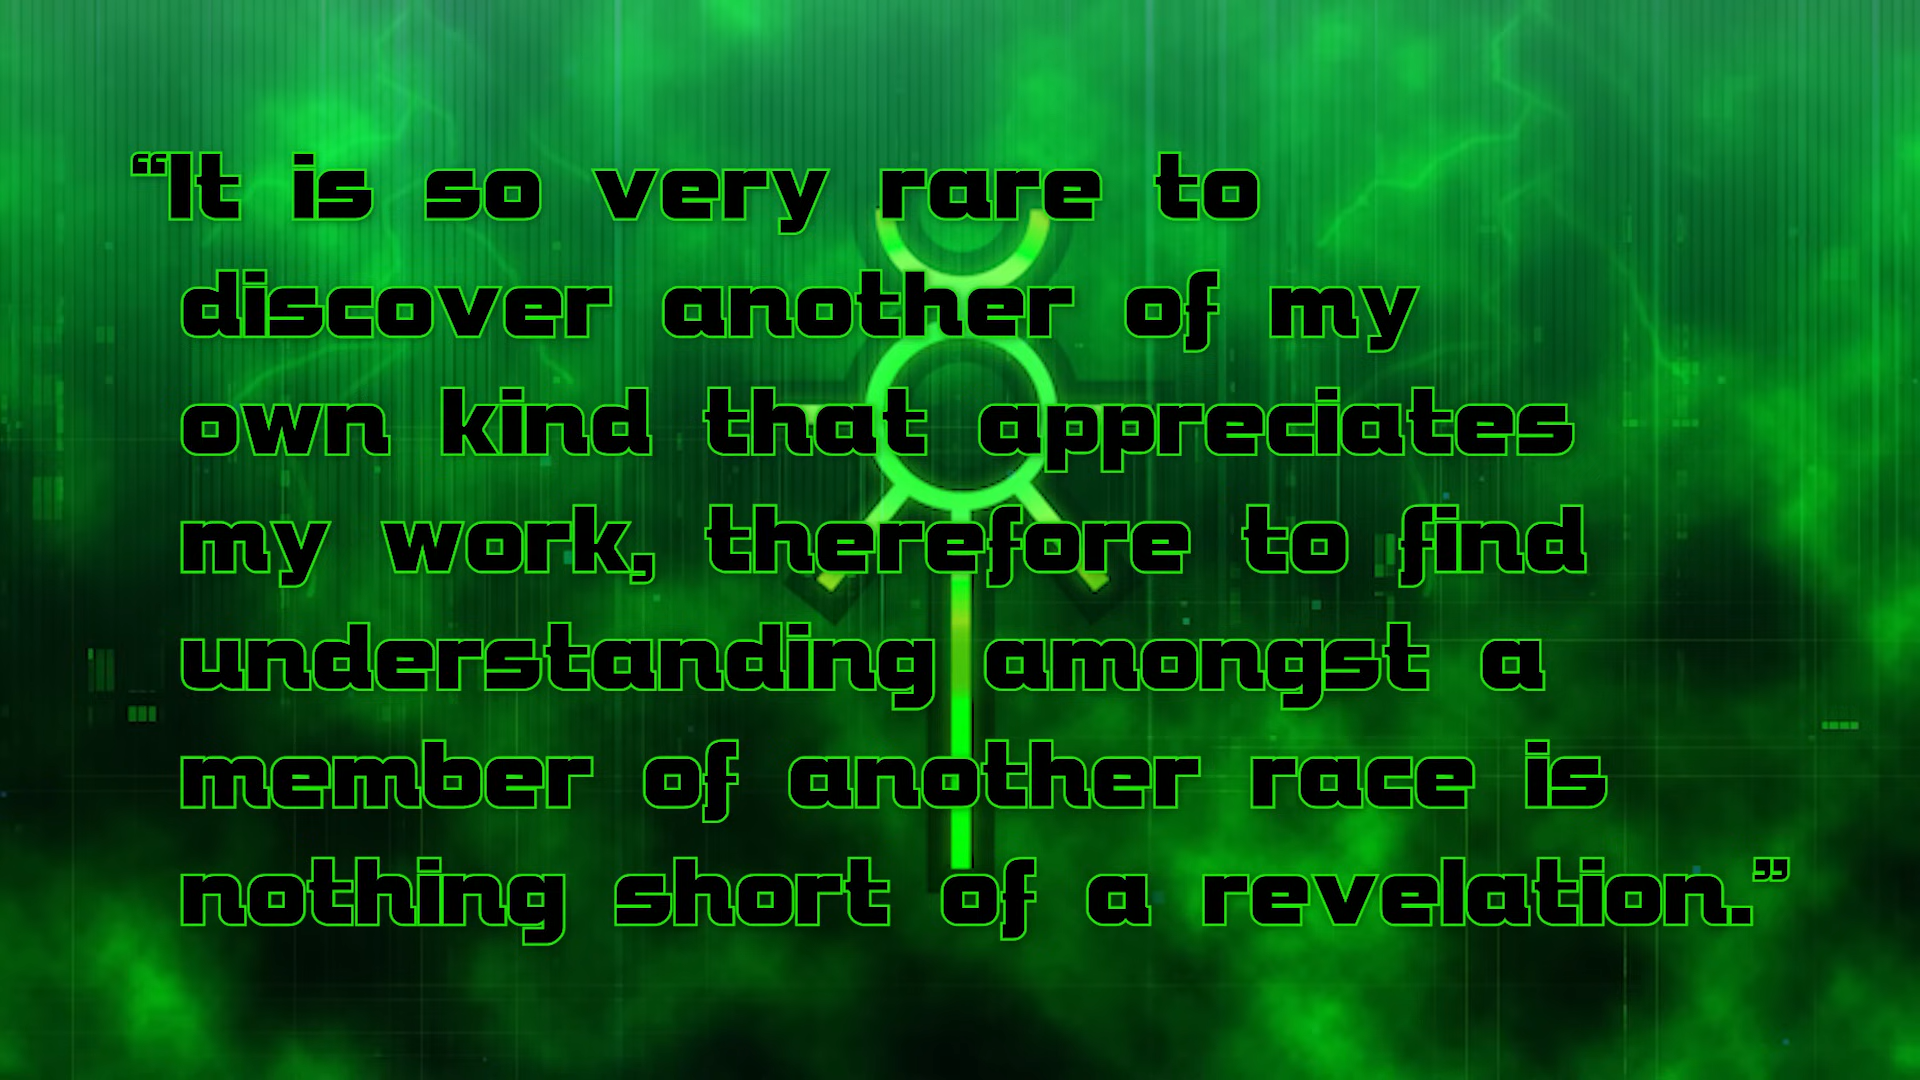 “It is so very rare to
discover another of my
own kind that appreciates
my work, therefore to find
understanding amongst a
member of another race is
nothing short of a revelation.”